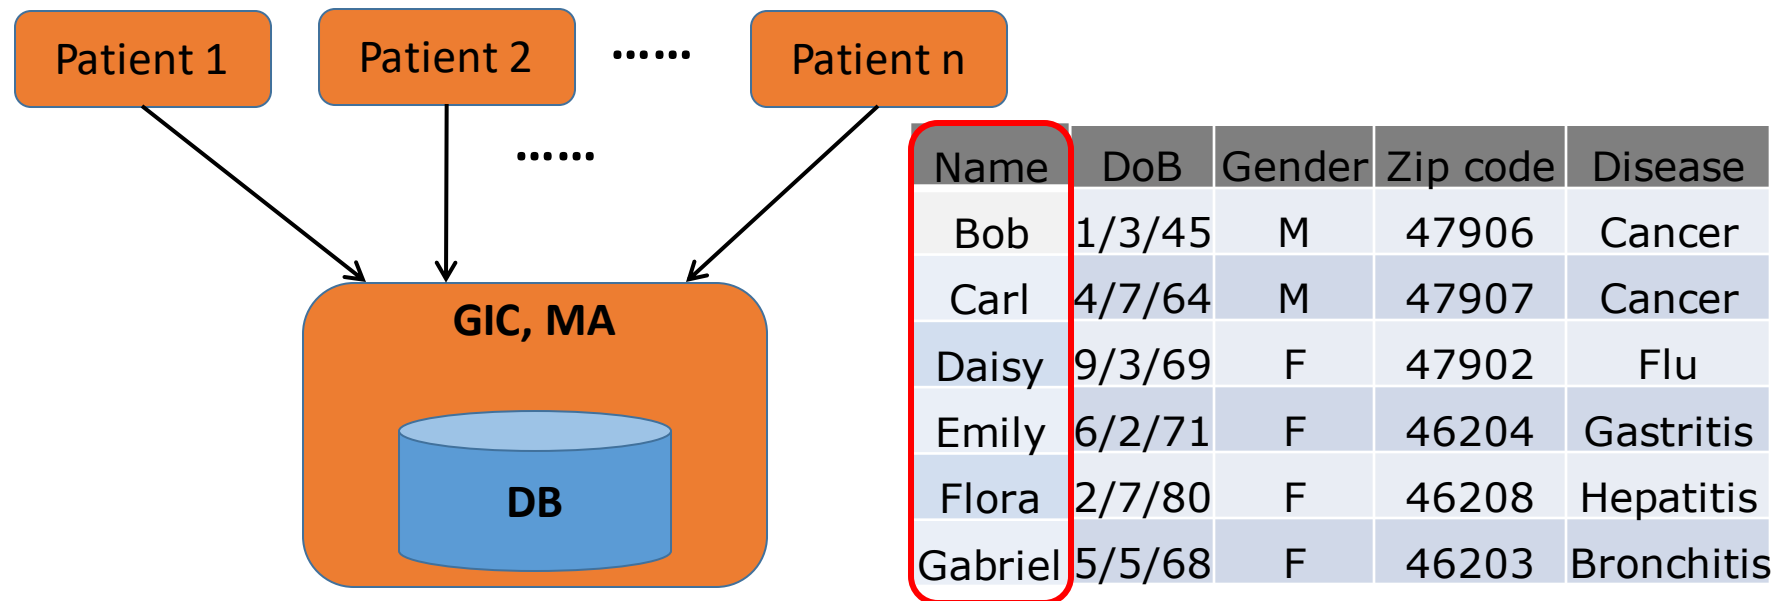 Patient 1 Patient 2 …… Patient n
……
GIC, MA
DB
Name DoB Gender Zip code Disease
Bob 1/3/45 M 47906 Cancer
Carl 4/7/64 M 47907 Cancer
Daisy 9/3/69 F 47902 Flu
Emily 6/2/71 F 46204 Gastritis
Flora 2/7/80 F 46208 Hepatitis
Gabriel 5/5/68 F 46203 Bronchitis